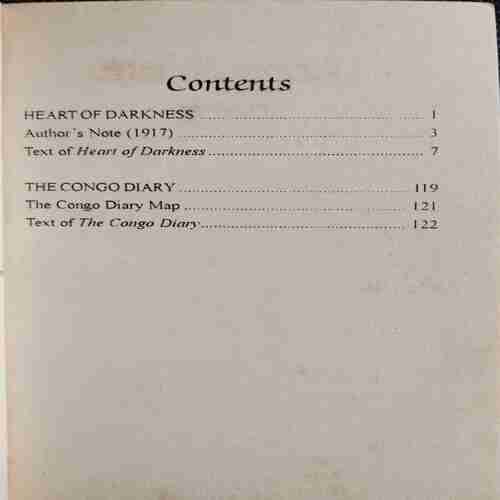 Contents
HEART OF DARKNESS ........................ 1
Author's Note (1917) ........................ 3
Text of Heart of Darkness ........................ 7
THE CONGO DIARY ........................ 119
The Congo Diary Map ........................ 121
Text of The Congo Diary ........................ 122